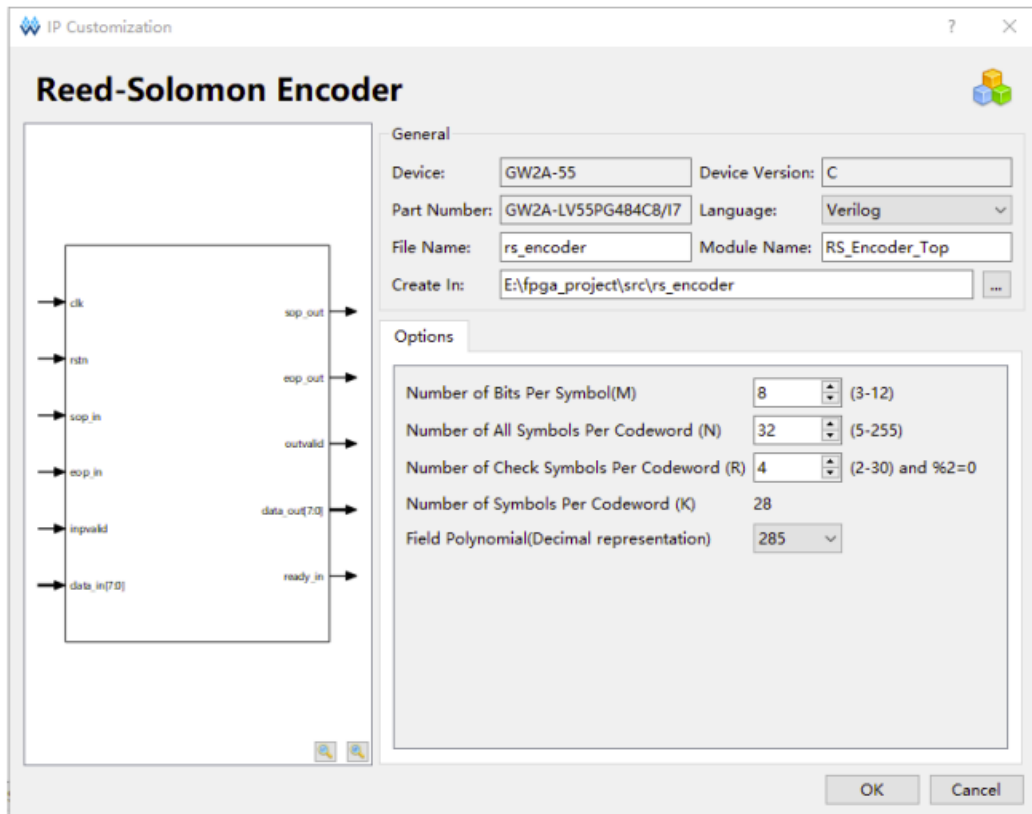 IP Customization
Reed-Solomon Encoder
clk
rstn
sop_in
eop_in
inpvalid
data_in[7:0]
sop_out
eop_out
outvalid
data_out[7:0]
ready_in
General
Device: GW2A-55 Device Version: C
Part Number: GW2A-LV55PG484C8/I7 Language: Verilog
File Name: rs_encoder Module Name: RS_Encoder_Top
Create In: E:\fpga_project\src\rs_encoder ...
Options
Number of Bits Per Symbol(M) 8 (3-12)
Number of All Symbols Per Codeword (N) 32 (5-255)
Number of Check Symbols Per Codeword (R) 4 (2-30) and %2=0
Number of Symbols Per Codeword (K) 28
Field Polynomial(Decimal representation) 285
OK Cancel